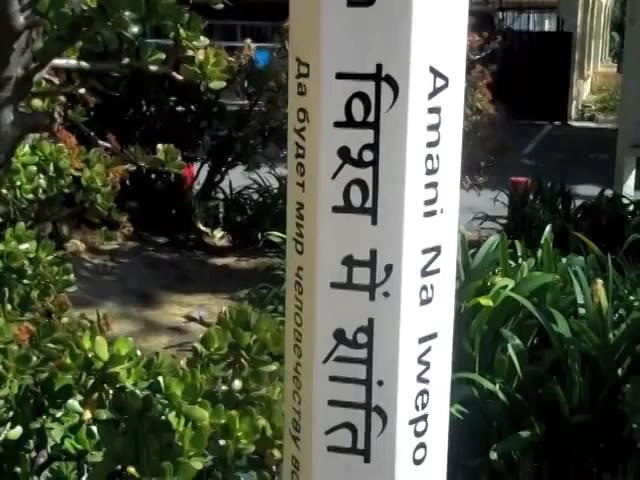 Да будет мир человечеству
विश्व में शांति
Amani Na Iwepo